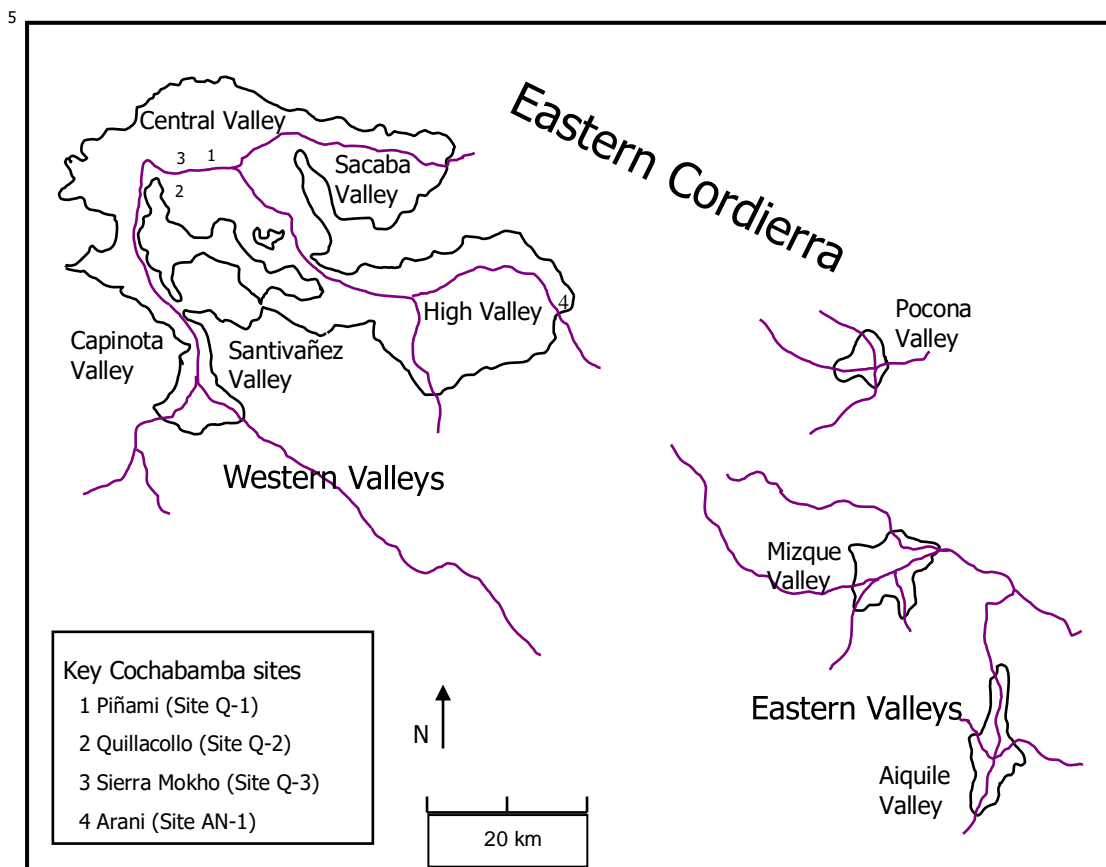 5
Eastern Cordierra
Central Valley
3
1
2
Sacaba
Valley
High Valley
4
Capinota
Valley
Santivañez
Valley
Western Valleys
Pocona
Valley
Mizque
Valley
Eastern Valleys
Aiquile
Valley
Key Cochabamba sites
1 Piñami (Site Q-1)
2 Quillacollo (Site Q-2)
3 Sierra Mokho (Site Q-3)
4 Arani (Site AN-1)
N
20 km